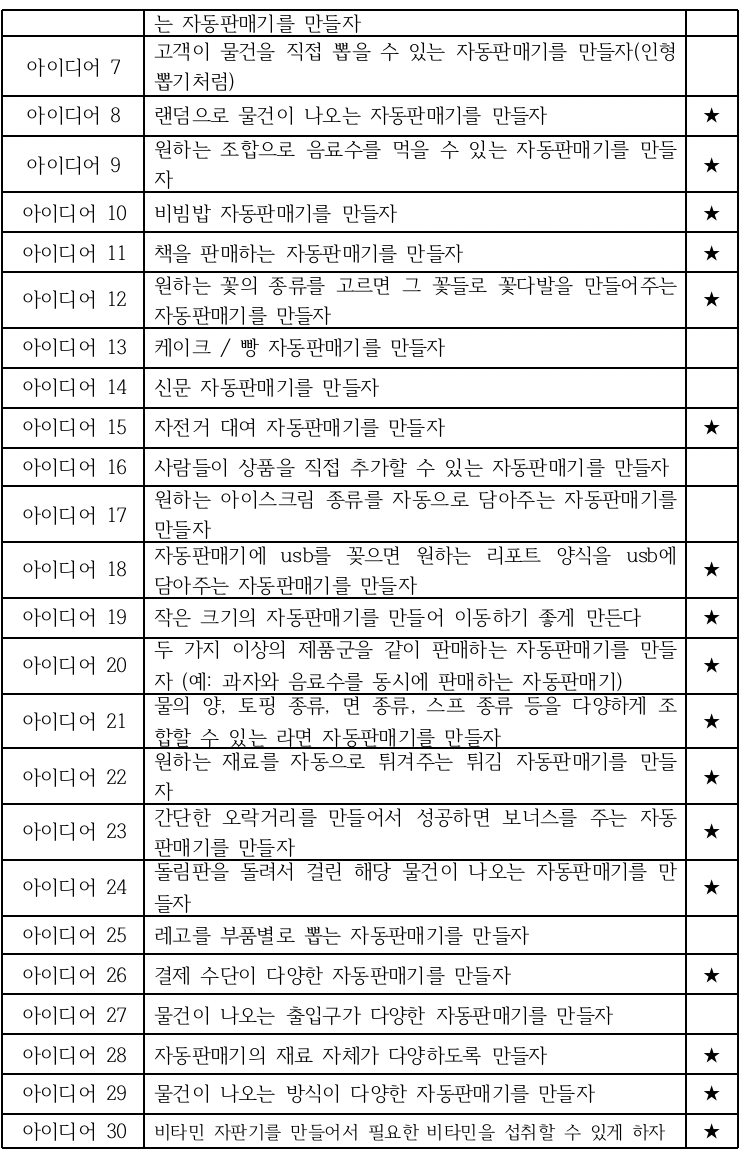 는 자동판매기를 만들자
아이디어 7
고객이 물건을 직접 뽑을 수 있는 자동판매기를 만들자(인형
뽑기처럼)
아이디어 8
랜덤으로 물건이 나오는 자동판매기를 만들자
★
아이디어 9
원하는 조합으로 음료수를 먹을 수 있는 자동판매기를 만들
자
★
아이디어 10
비빔밥 자동판매기를 만들자
★
아이디어 11
책을 판매하는 자동판매기를 만들자
★
아이디어 12
원하는 꽃의 종류를 고르면 그 꽃들로 꽃다발을 만들어주는
자동판매기를 만들자
★
아이디어 13
케이크 / 빵 자동판매기를 만들자
아이디어 14
신문 자동판매기를 만들자
아이디어 15
자전거 대여 자동판매기를 만들자
★
아이디어 16
사람들이 상품을 직접 추가할 수 있는 자동판매기를 만들자
아이디어 17
원하는 아이스크림 종류를 자동으로 담아주는 자동판매기를
만들자
아이디어 18
자동판매기에 usb를 꽂으면 원하는 리포트 양식을 usb에
담아주는 자동판매기를 만들자
★
아이디어 19
작은 크기의 자동판매기를 만들어 이동하기 좋게 만든다
★
아이디어 20
두 가지 이상의 제품군을 같이 판매하는 자동판매기를 만들
자 (예: 과자와 음료수를 동시에 판매하는 자동판매기)
★
아이디어 21
물의 양, 토핑 종류, 면 종류, 스프 종류 등을 다양하게 조
합할 수 있는 라면 자동판매기를 만들자
★
아이디어 22
원하는 재료를 자동으로 튀겨주는 튀김 자동판매기를 만들
자
★
아이디어 23
간단한 오락거리를 만들어서 성공하면 보너스를 주는 자동
판매기를 만들자
★
아이디어 24
돌림판을 돌려서 걸린 해당 물건이 나오는 자동판매기를 만
들자
★
아이디어 25
레고를 부품별로 뽑는 자동판매기를 만들자
아이디어 26
결제 수단이 다양한 자동판매기를 만들자
★
아이디어 27
물건이 나오는 출입구가 다양한 자동판매기를 만들자
아이디어 28
자동판매기의 재료 자체가 다양하도록 만들자
★
아이디어 29
물건이 나오는 방식이 다양한 자동판매기를 만들자
★
아이디어 30
비타민 자판기를 만들어서 필요한 비타민을 섭취할 수 있게 하자
★